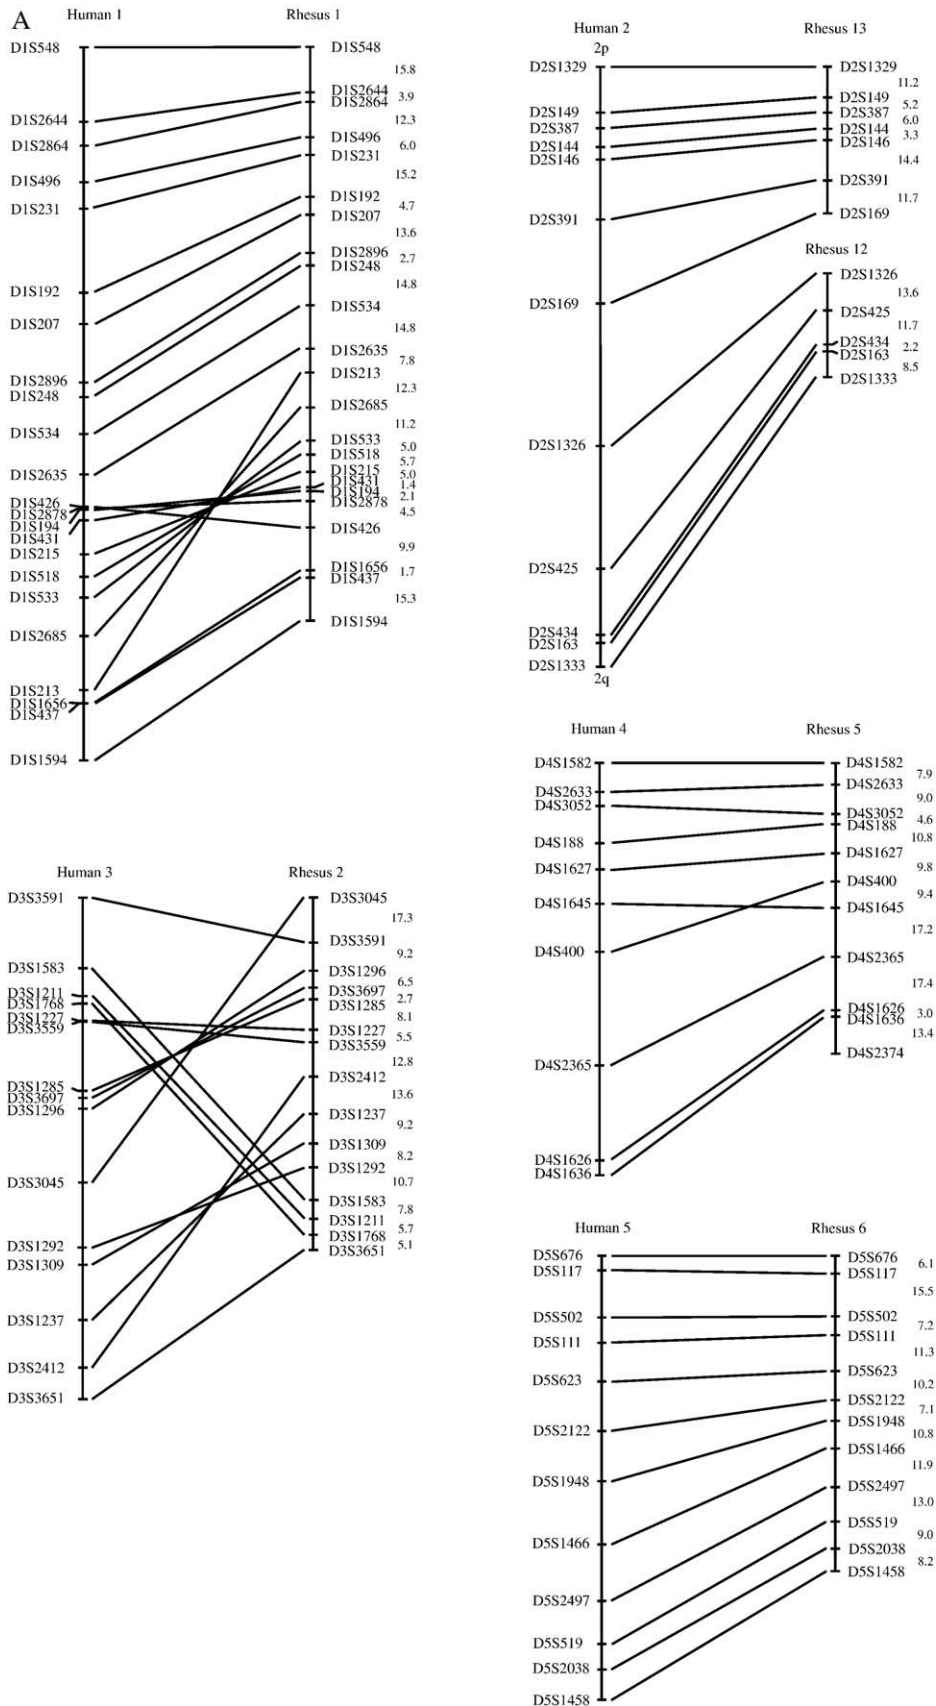 A
Human 1
Rhesus 1
D1S548
D1S2644
D1S2864
D1S496
D1S231
D1S192
D1S207
D1S2896
D1S248
D1S534
D1S2635
D1S426
D1S2878
D1S194
D1S431
D1S215
D1S518
D1S533
D1S2685
D1S213
D1S1656
D1S437
D1S1594
D1S548
15.8
D1S2644
3.9
D1S2864
12.3
D1S496
6.0
D1S231
15.2
D1S192
4.7
D1S207
13.6
D1S2896
2.7
D1S248
14.8
D1S534
14.8
D1S2635
7.8
D1S213
12.3
D1S2685
11.2
D1S533
5.0
D1S518
5.7
D1S215
5.0
D1S431
1.4
D1S194
2.1
D1S2878
4.5
D1S426
9.9
D1S1656
1.7
D1S437
15.3
D1S1594
Human 2
Rhesus 13
2p
D2S1329
D2S149
D2S387
D2S144
D2S146
D2S391
D2S169
D2S1326
D2S425
D2S434
D2S163
D2S1333
2q
D2S1329
11.2
D2S149
5.2
D2S387
6.0
D2S144
3.3
D2S146
14.4
D2S391
11.7
D2S169
Rhesus 12
D2S1326
13.6
D2S425
11.7
D2S434
2.2
D2S163
8.5
D2S1333
Human 3
Rhesus 2
D3S3591
D3S1583
D3S1211
D3S1768
D3S1227
D3S3559
D3S1285
D3S3697
D3S1296
D3S3045
D3S1292
D3S1309
D3S1237
D3S2412
D3S3651
D3S3045
17.3
D3S3591
9.2
D3S1296
6.5
D3S3697
2.7
D3S1285
8.1
D3S1227
5.5
D3S3559
12.8
D3S2412
13.6
D3S1237
9.2
D3S1309
8.2
D3S1292
10.7
D3S1583
7.8
D3S1211
5.7
D3S1768
5.1
D3S3651
Human 4
Rhesus 5
D4S1582
D4S2633
D4S3052
D4S188
D4S1627
D4S1645
D4S400
D4S2365
D4S1626
D4S1636
D4S1582
7.9
D4S2633
9.0
D4S3052
4.6
D4S188
10.8
D4S1627
9.8
D4S400
9.4
D4S1645
17.2
D4S2365
17.4
D4S1626
3.0
D4S1636
13.4
D4S2374
Human 5
Rhesus 6
D5S676
D5S117
D5S502
D5S111
D5S623
D5S2122
D5S1948
D5S1466
D5S2497
D5S519
D5S2038
D5S1458
D5S676
6.1
D5S117
15.5
D5S502
7.2
D5S111
11.3
D5S623
10.2
D5S2122
7.1
D5S1948
10.8
D5S1466
11.9
D5S2497
13.0
D5S519
9.0
D5S2038
8.2
D5S1458